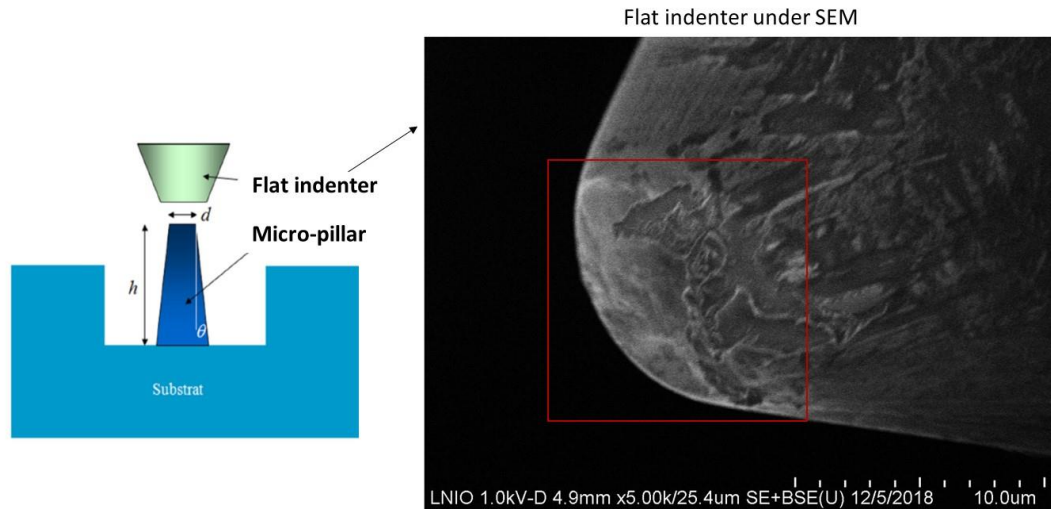 Flat indenter under SEM
Flat indenter
d
Micro-pillar
h
θ
Substrat
LNIO 1.0kV-D 4.9mm x5.00k/25.4um SE+BSE(U) 12/5/2018 10.0um